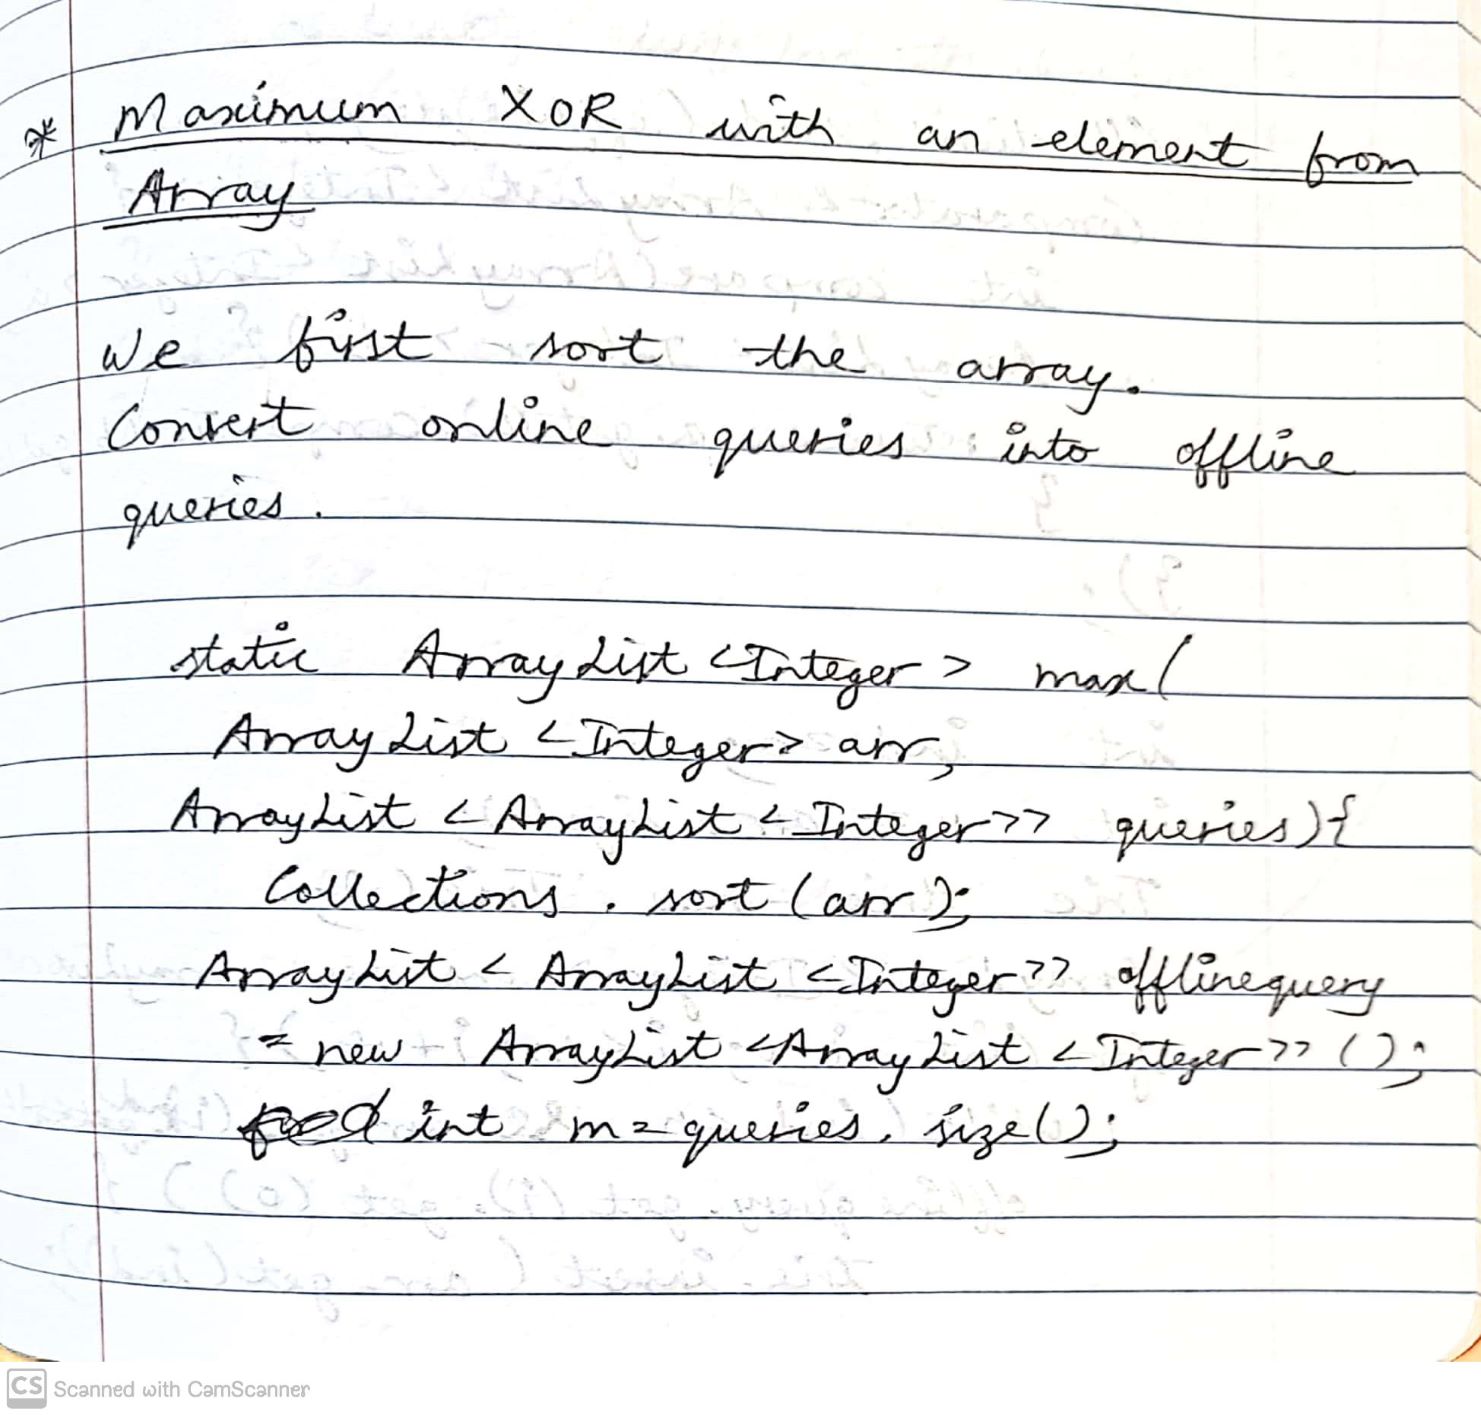 * Maximum XOR with an element from
Array
We first sort the array.
Convert online queries into offline
queries.
static ArrayList <Integer> max(
ArrayList <Integer> arr,
ArrayList < ArrayList < Integer>> queries){
Collections . sort (arr);
ArrayList < ArrayList <Integer>> offlinequery
= new ArrayList <ArrayList < Integer>> ();
int m = queries. size();
CS Scanned with CamScanner